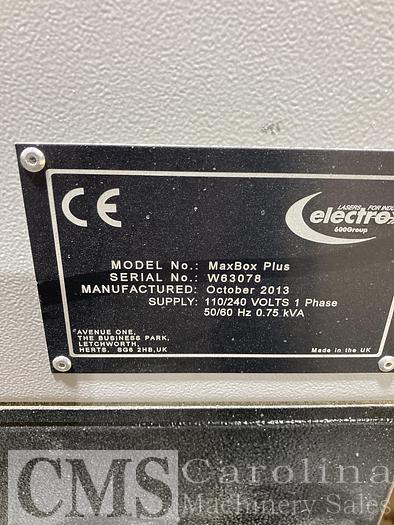 CE
LASERS FOR INDU
electro
600Group
MODEL No.: MaxBox Plus
SERIAL No.: W63078
MANUFACTURED: October 2013
SUPPLY: 110/240 VOLTS 1 Phase
50/60 Hz 0.75 kVA
AVENUE ONE,
THE BUSINESS PARK,
LETCHWORTH,
HERTS. SG6 2HB,UK
Made in the UK
CMS Carolina
Machinery Sales